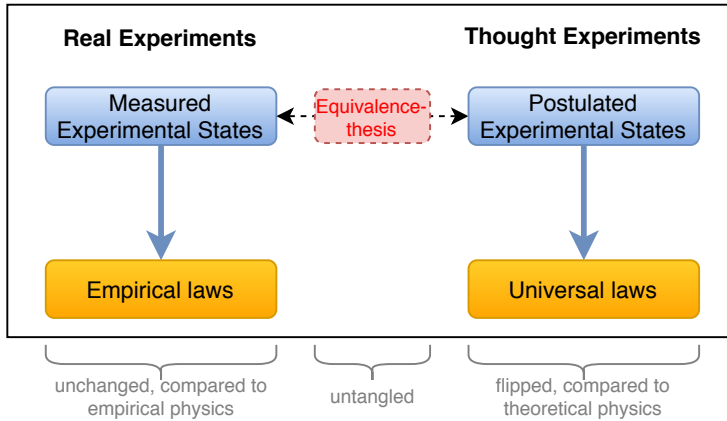 Real Experiments
Thought Experiments
Measured
Experimental States
Equivalence-
thesis
Postulated
Experimental States
Empirical laws
Universal laws
unchanged, compared to
empirical physics
untangled
flipped, compared to
theoretical physics